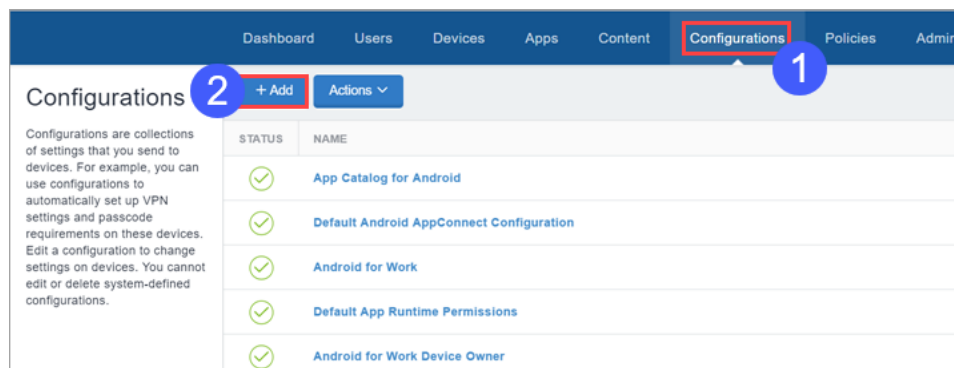 Dashboard Users Devices Apps Content Configurations Policies Admin
1
Configurations
2
+ Add Actions
Configurations are collections
of settings that you send to
devices. For example, you can
use configurations to
automatically set up VPN
settings and passcode
requirements on these devices.
Edit a configuration to change
settings on devices. You cannot
edit or delete system-defined
configurations.
STATUS NAME
App Catalog for Android
Default Android AppConnect Configuration
Android for Work
Default App Runtime Permissions
Android for Work Device Owner